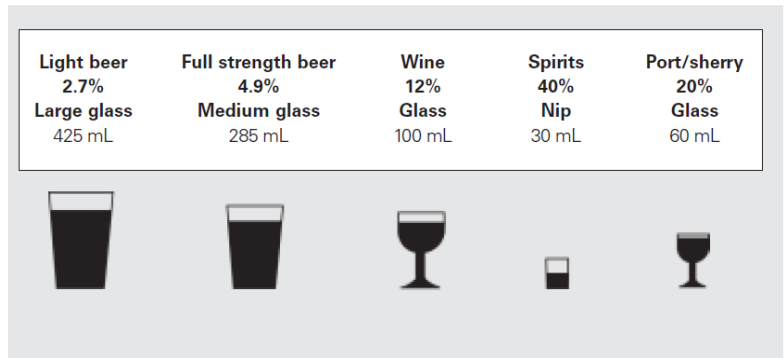 Light beer
2.7%
Large glass
425 mL
Full strength beer
4.9%
Medium glass
285 mL
Wine
12%
Glass
100 mL
Spirits
40%
Nip
30 mL
Port/sherry
20%
Glass
60 mL